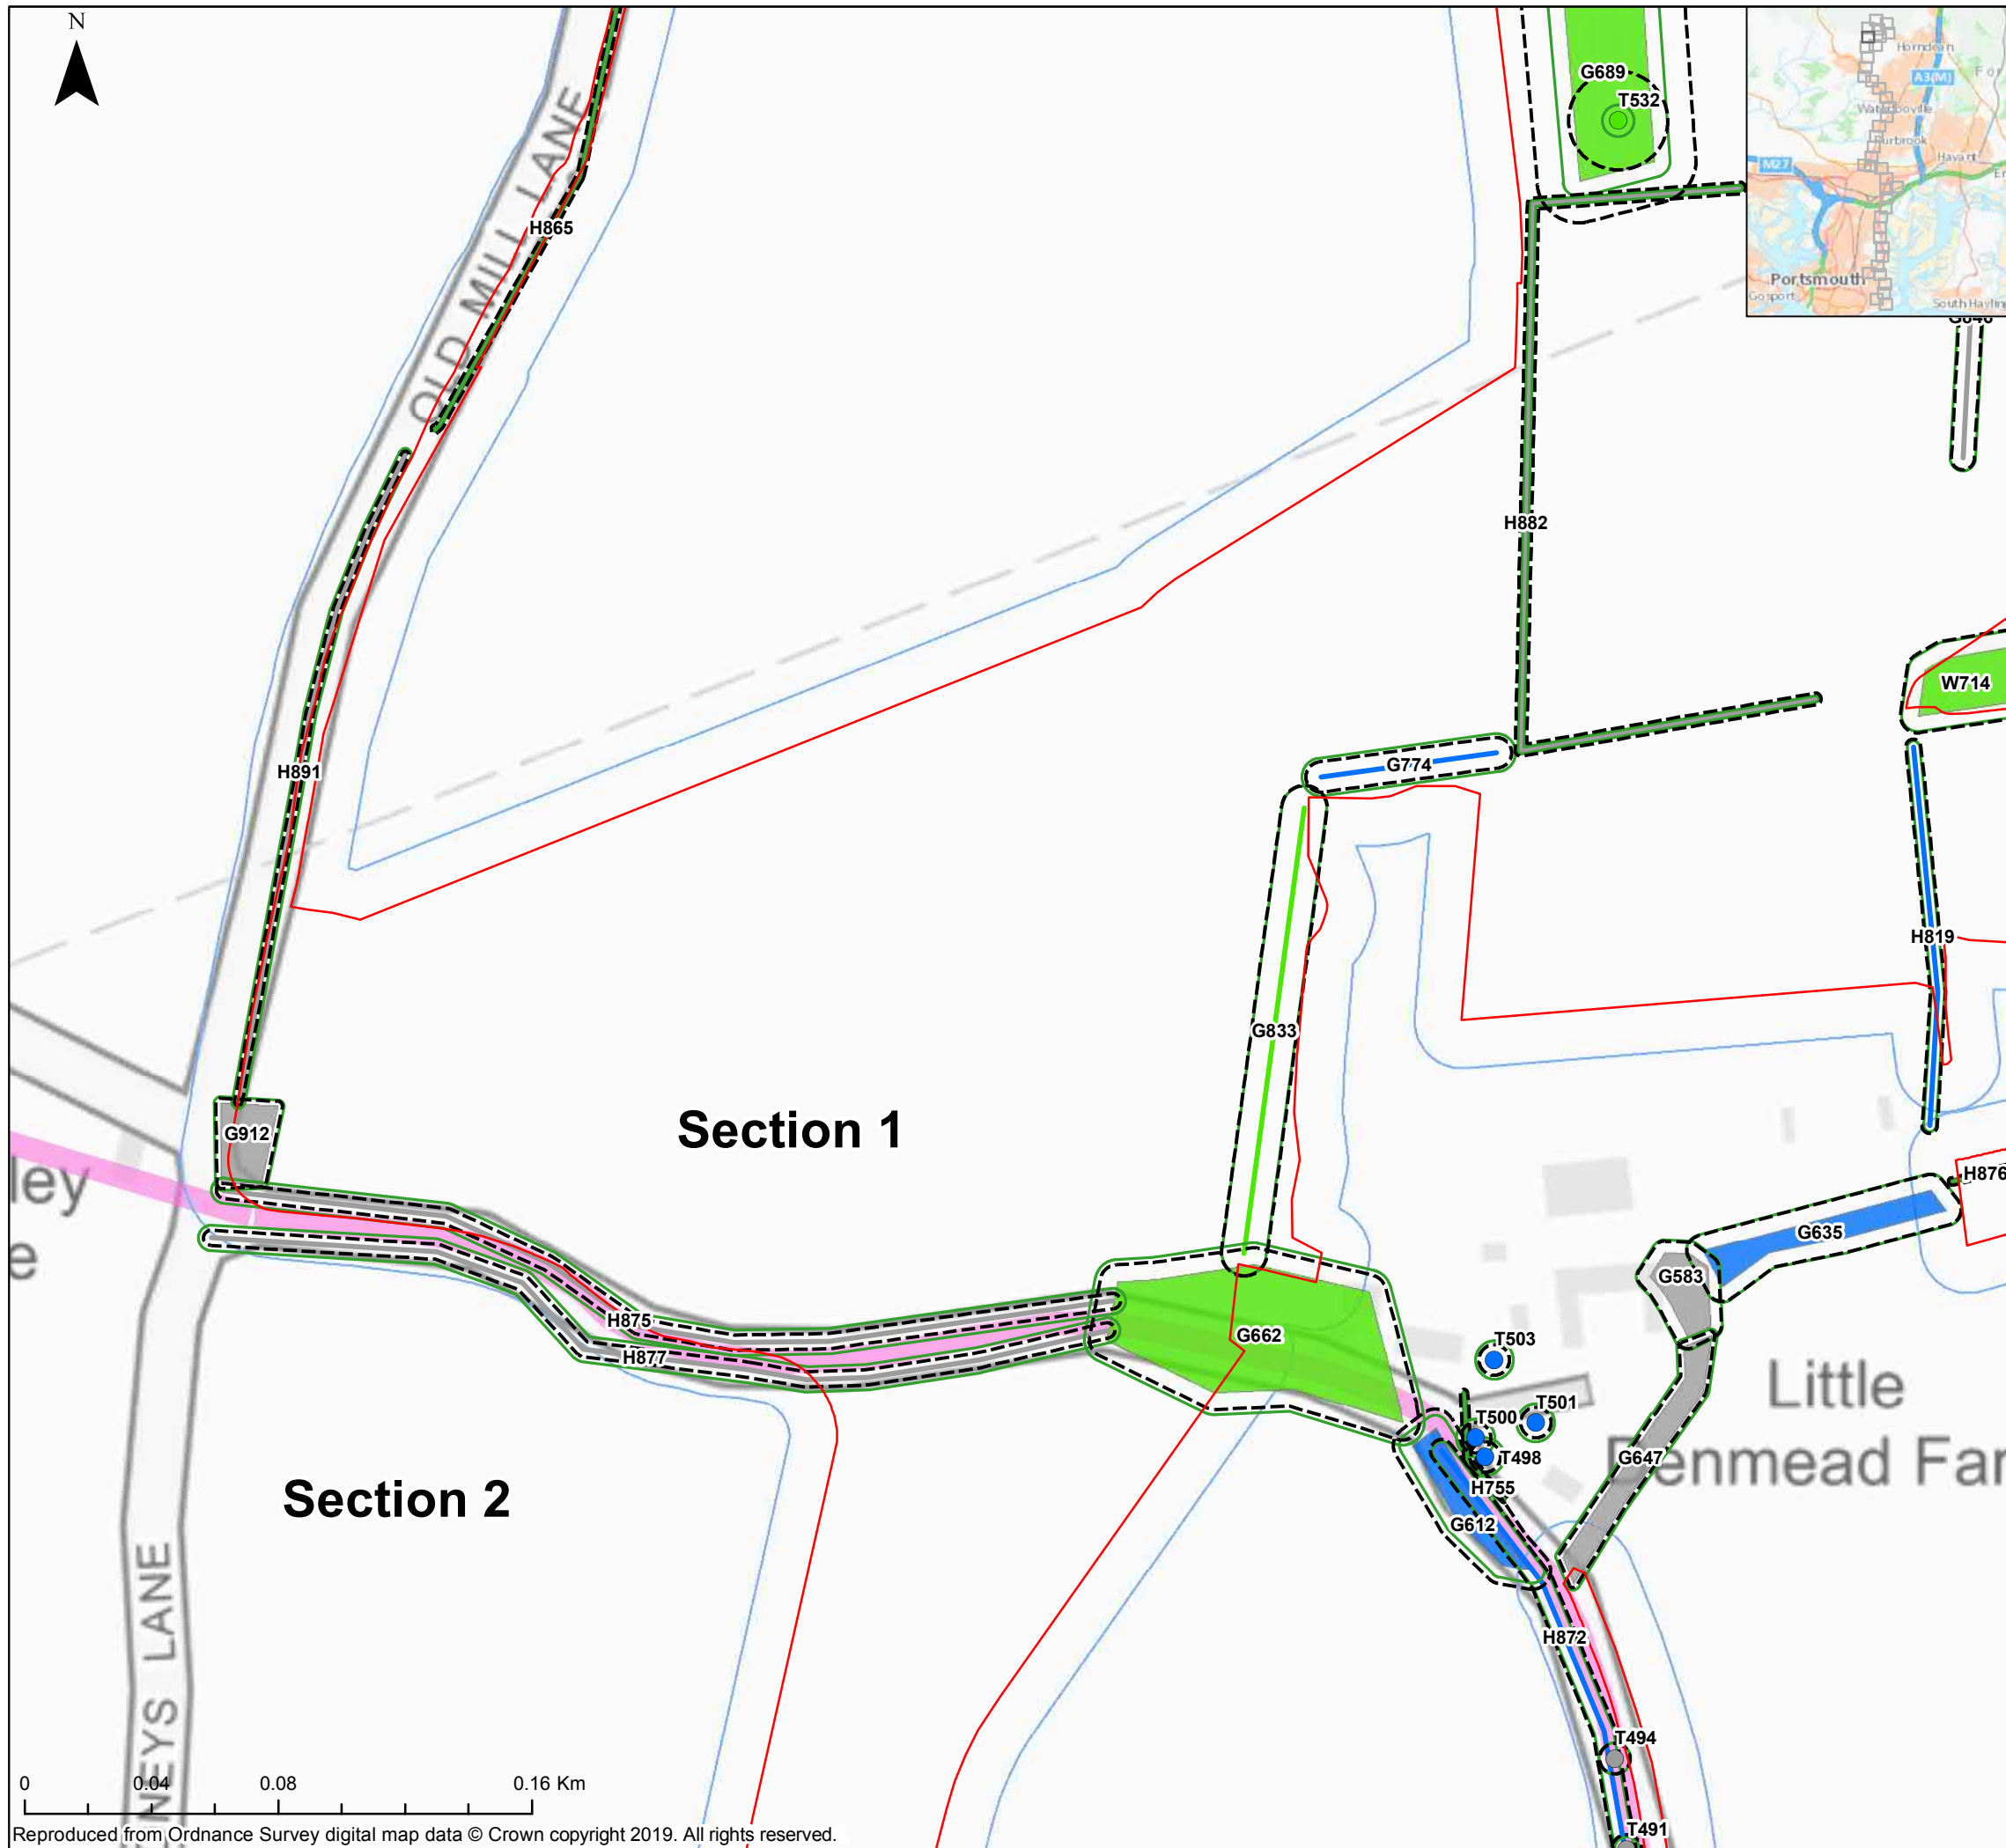 N
OLD MILL LANE
H865
G689
T532
Horndean
A3(M)
For
Waterlooville
Purbrook
M27
Havant
Portsmouth
Gosport
South Hayling
H882
G774
W714
H891
H819
G833
G912
Section 1
H876
G635
G583
ley
e
H875
H877
G662
T503
T501
T500
T498
H755
G612
G647
Little
Denmead Far
Section 2
NEYS LANE
H872
T494
T491
0 0.04 0.08 0.16 Km
Reproduced from Ordnance Survey digital map data © Crown copyright 2019. All rights reserved.